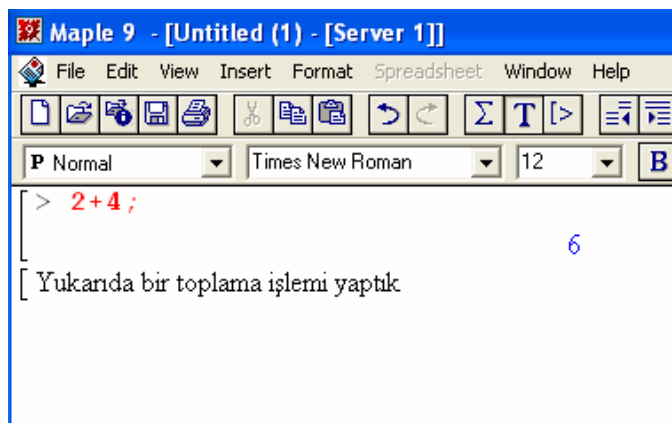 Maple 9 - [Untitled (1) - [Server 1]]
File Edit View Insert Format Spreadsheet Window Help
Σ T [>
P Normal Times New Roman 12 B
> 2+4;
6
Yukarıda bir toplama işlemi yaptık